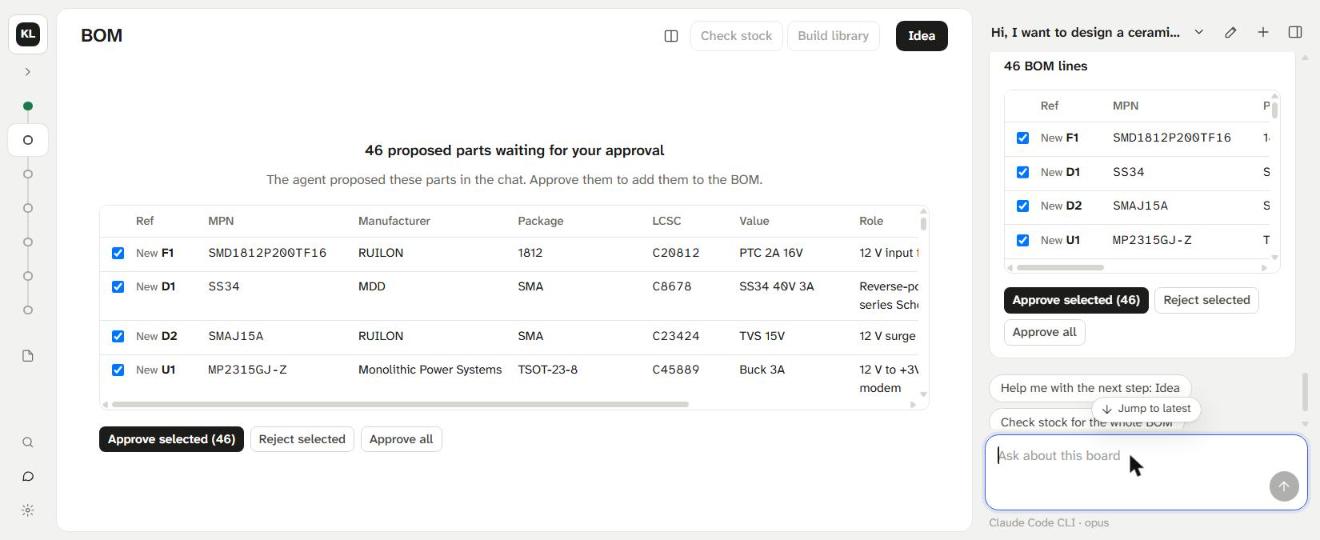 KL
BOM
Check stock
Build library
Idea
46 proposed parts waiting for your approval
The agent proposed these parts in the chat. Approve them to add them to the BOM.
Ref MPN Manufacturer Package LCSC Value Role
New F1 SMD1812P200TF16 RUILON 1812 C20812 PTC 2A 16V 12 V input
New D1 SS34 MDD SMA C8678 SS34 40V 3A Reverse-po
series Scho
New D2 SMAJ15A RUILON SMA C23424 TVS 15V 12 V surge
New U1 MP2315GJ-Z Monolithic Power Systems TSOT-23-8 C45889 Buck 3A 12 V to +3V
modem
Approve selected (46)
Reject selected
Approve all
Hi, I want to design a cerami...
46 BOM lines
Ref MPN P
New F1 SMD1812P200TF16 1
New D1 SS34 S
New D2 SMAJ15A S
New U1 MP2315GJ-Z T
Approve selected (46)
Reject selected
Approve all
Help me with the next step: Idea
Jump to latest
Check stock for the whole BOM
Ask about this board
Claude Code CLI · opus